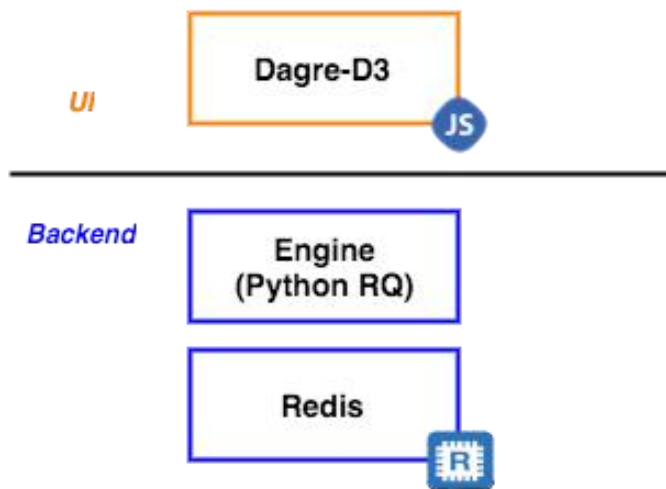 Dagre-D3
UI
JS
Backend
Engine
(Python RQ)
Redis
R